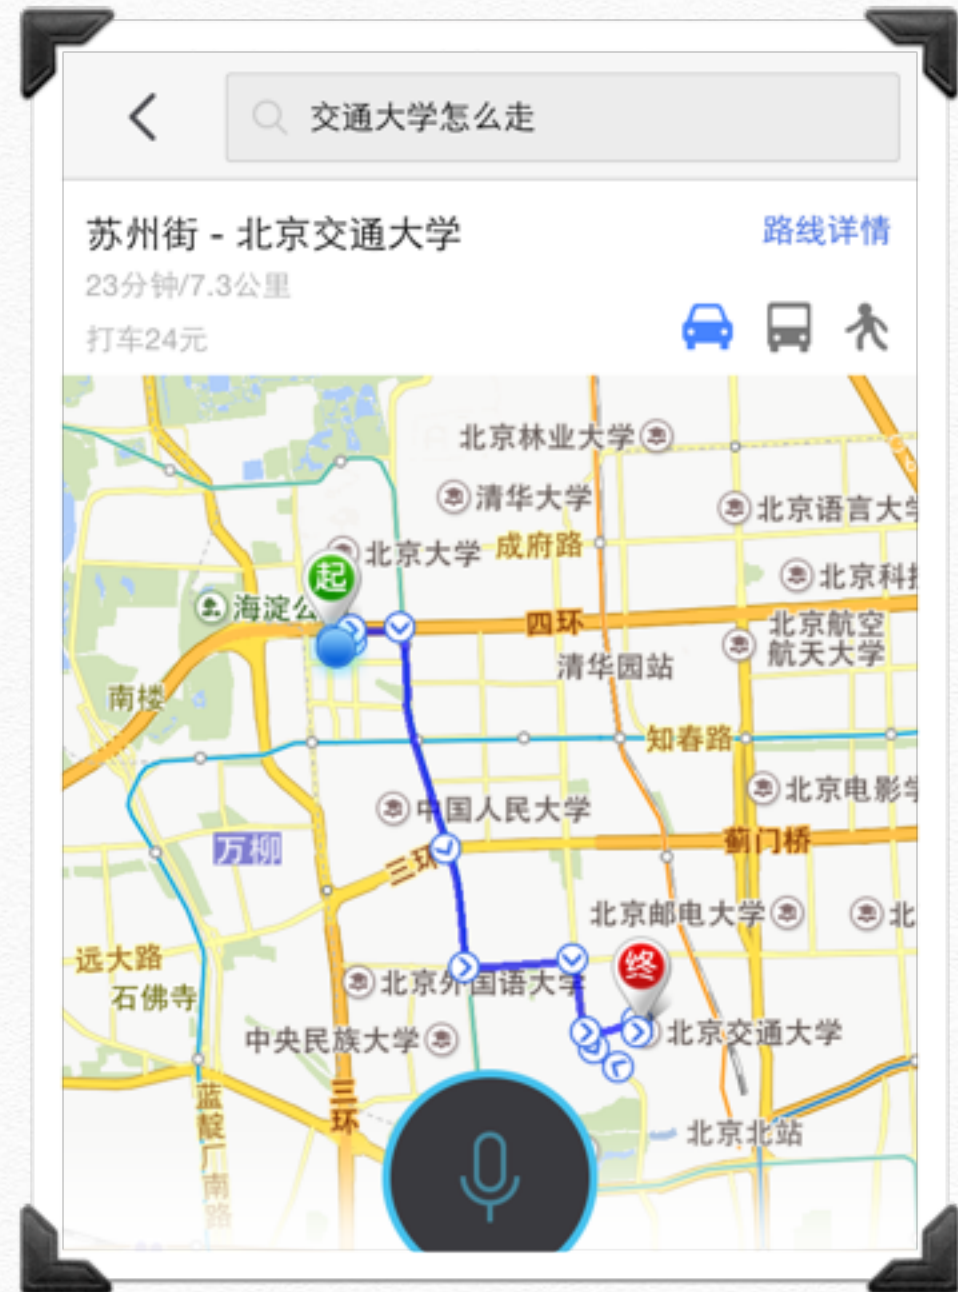 交通大学怎么走
苏州街 - 北京交通大学
路线详情
23分钟/7.3公里
打车24元
北京林业大学
清华大学
北京语言大学
北京大学
成府路
起
北京科技
海淀公
四环
北京航空
航天大学
清华园站
南楼
知春路
北京电影学
中国人民大学
万柳
三环
蓟门桥
北京邮电大学
北
远大路
终
石佛寺
北京外国语大学
中央民族大学
北京交通大学
三环
蓝靛厂南路
北京北站